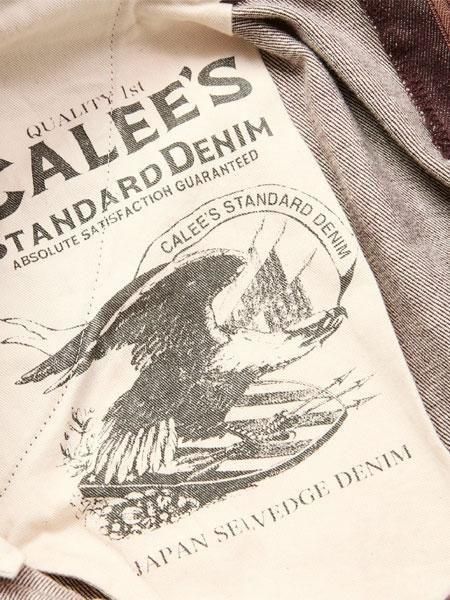 QUALITY 1st
CALEE'S
STANDARD DENIM
ABSOLUTE SATISFACTION GUARANTEED
CALEE'S STANDARD DENIM
JAPAN SELVEDGE DENIM